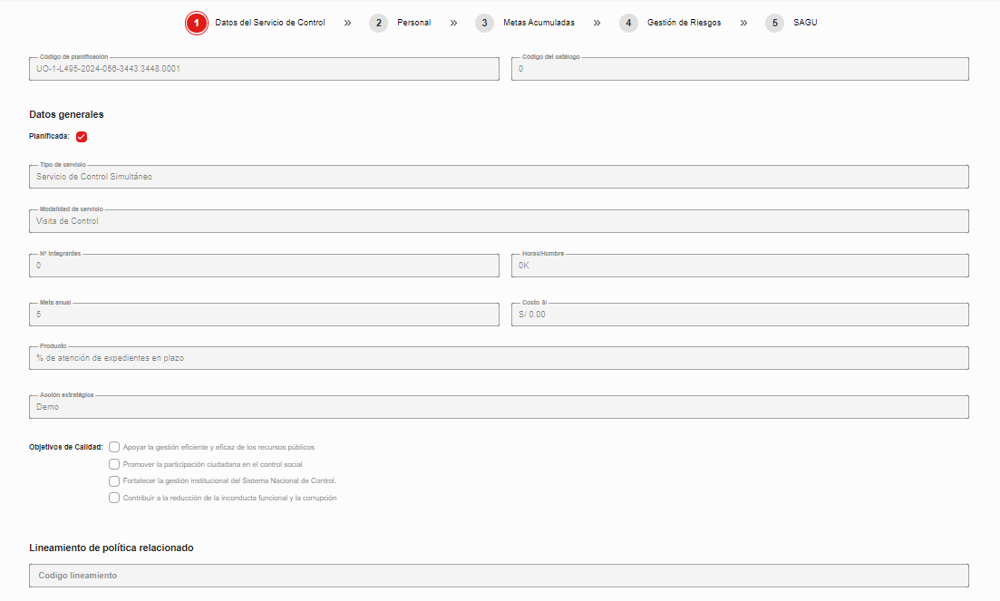 1 Datos del Servicio de Control » 2 Personal » 3 Metas Acumuladas » 4 Gestión de Riesgos » 5 SAGU
Código de planificación
UO-1-L495-2024-056-3443.3448.0001
Código del catálogo
0
Datos generales
Planificada:
Tipo de servicio
Servicio de Control Simultáneo
Modalidad de servicio
Visita de Control
Nº Integrantes
0
Horas/Hombre
0K
Meta anual
5
Costo S/
S/ 0.00
Producto
% de atención de expedientes en plazo
Acción estratégica
Demo
Objetivos de Calidad:
Apoyar la gestión eficiente y eficaz de los recursos públicos
Promover la participación ciudadana en el control social
Fortalecer la gestión institucional del Sistema Nacional de Control.
Contribuir a la reducción de la inconducta funcional y la corrupción
Lineamiento de política relacionado
Codigo lineamiento